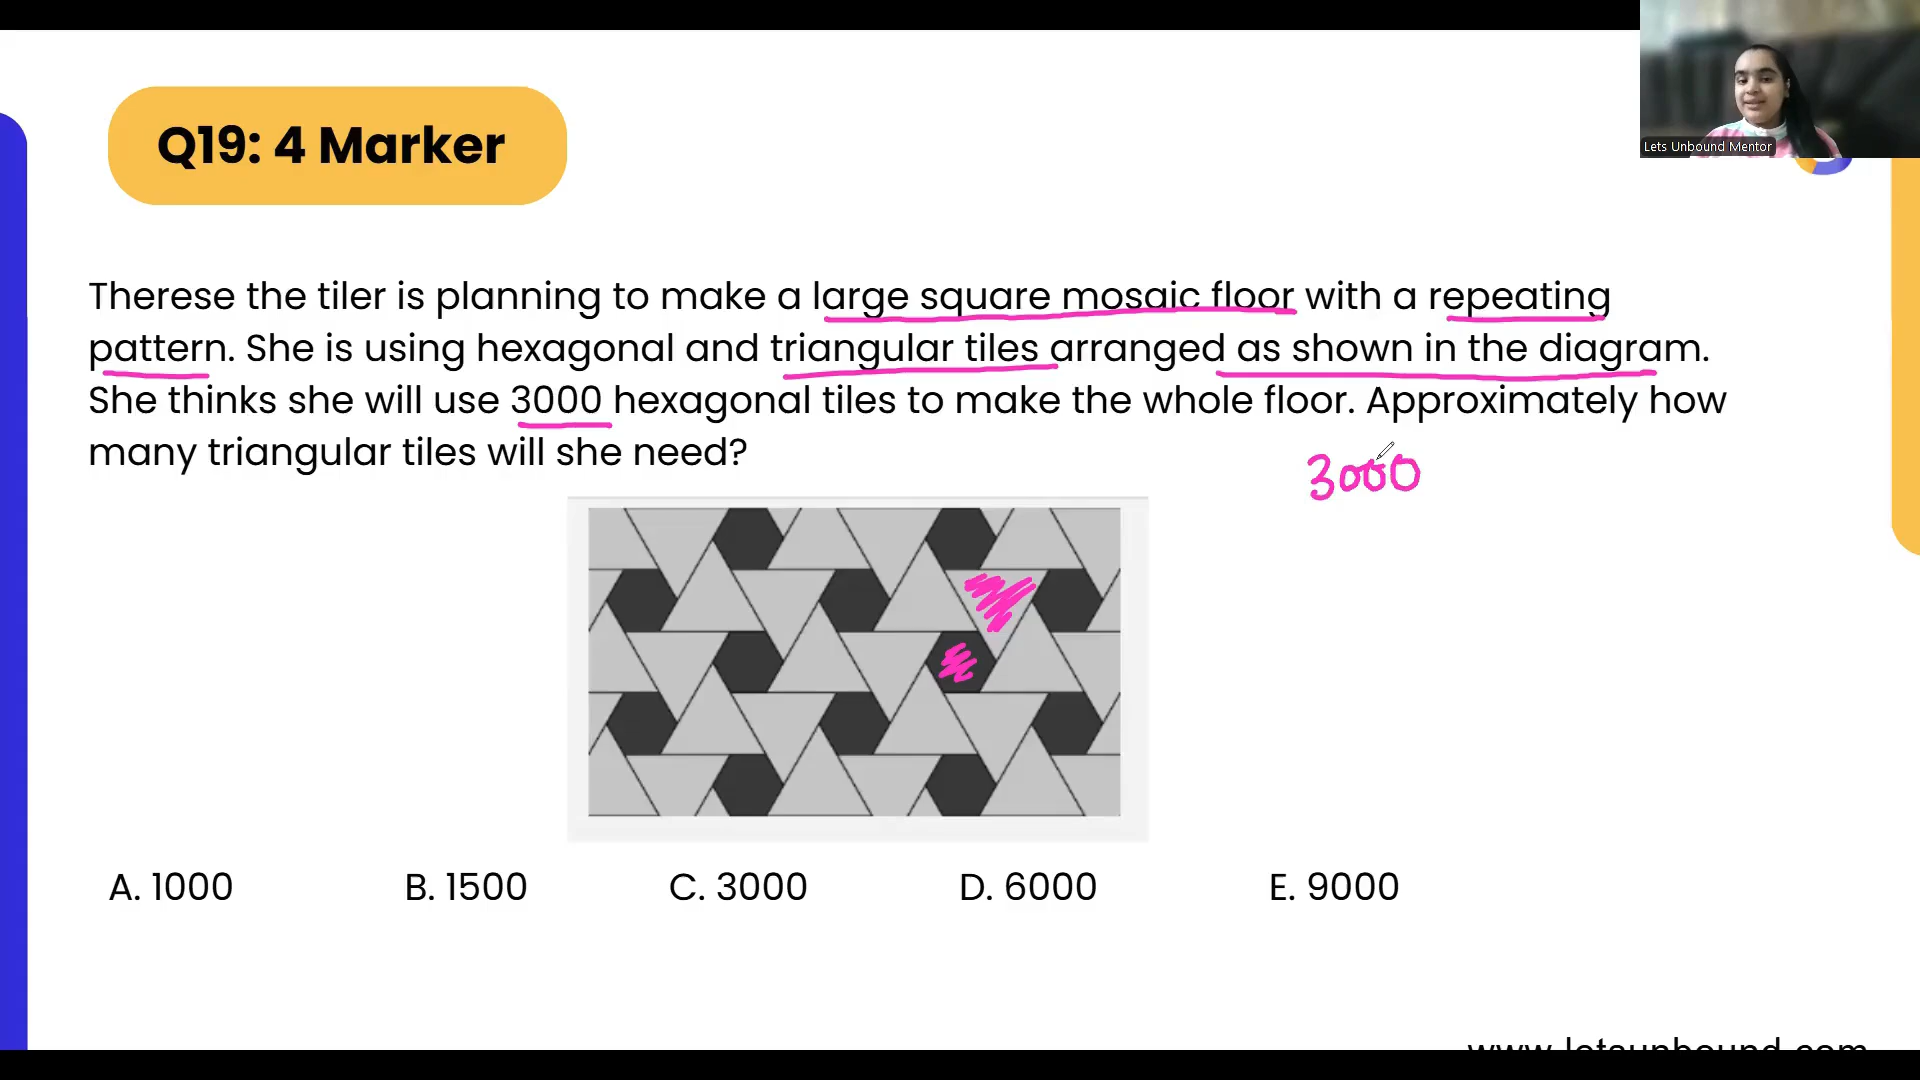 Lets Unbound Mentor
Q19: 4 Marker
Therese the tiler is planning to make a large square mosaic floor with a repeating
pattern. She is using hexagonal and triangular tiles arranged as shown in the diagram.
She thinks she will use 3000 hexagonal tiles to make the whole floor. Approximately how
many triangular tiles will she need?
3000
A. 1000 B. 1500 C. 3000 D. 6000 E. 9000
www.letsunbound.com